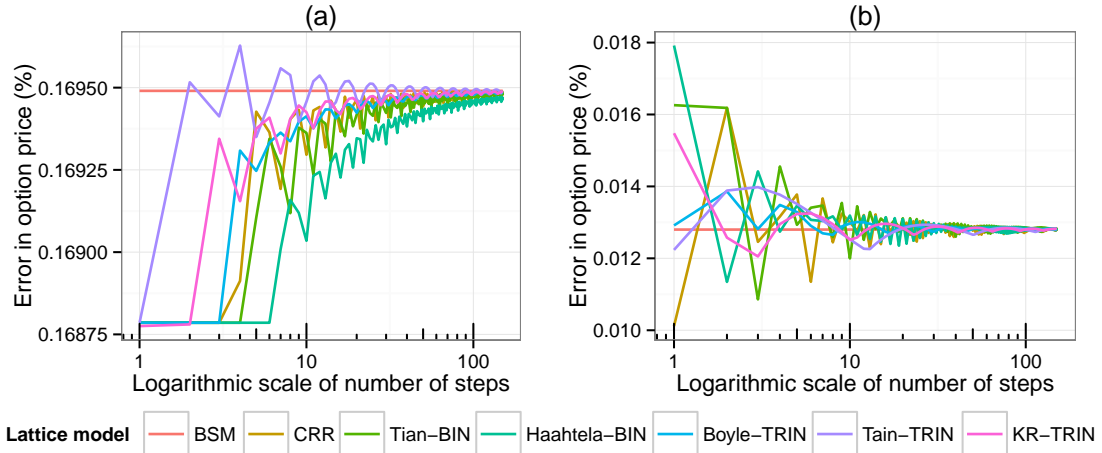 (a)
(b)
Error in option price (%)
0.16950
0.16925
0.16900
0.16875
1
10
100
Logarithmic scale of number of steps
Error in option price (%)
0.018
0.016
0.014
0.012
0.010
1
10
100
Logarithmic scale of number of steps
Lattice model BSM CRR Tian−BIN Haahtela−BIN Boyle−TRIN Tain−TRIN KR−TRIN